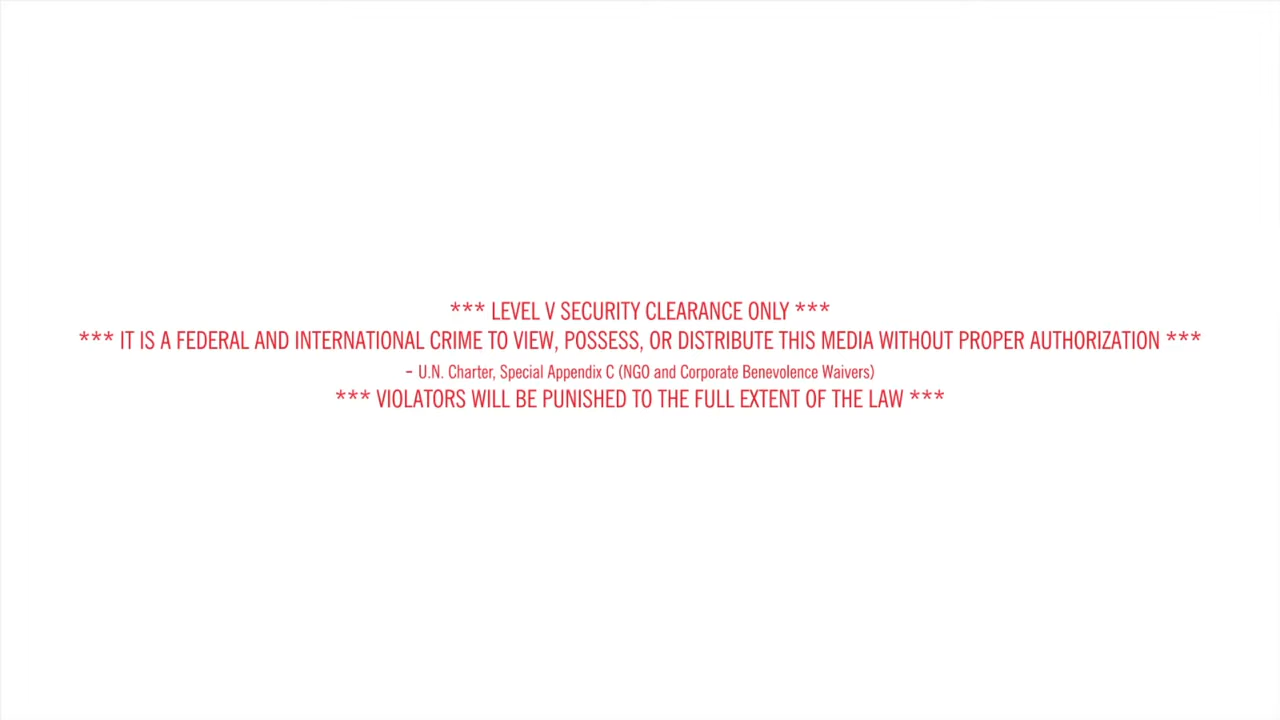 *** LEVEL V SECURITY CLEARANCE ONLY ***
*** IT IS A FEDERAL AND INTERNATIONAL CRIME TO VIEW, POSSESS, OR DISTRIBUTE THIS MEDIA WITHOUT PROPER AUTHORIZATION ***
– U.N. Charter, Special Appendix C (NGO and Corporate Benevolence Waivers)
*** VIOLATORS WILL BE PUNISHED TO THE FULL EXTENT OF THE LAW ***